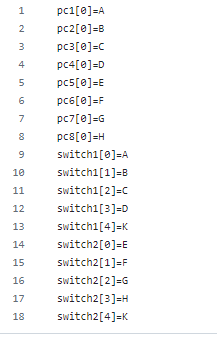 1 pc1[0]=A
2 pc2[0]=B
3 pc3[0]=C
4 pc4[0]=D
5 pc5[0]=E
6 pc6[0]=F
7 pc7[0]=G
8 pc8[0]=H
9 switch1[0]=A
10 switch1[1]=B
11 switch1[2]=C
12 switch1[3]=D
13 switch1[4]=K
14 switch2[0]=E
15 switch2[1]=F
16 switch2[2]=G
17 switch2[3]=H
18 switch2[4]=K